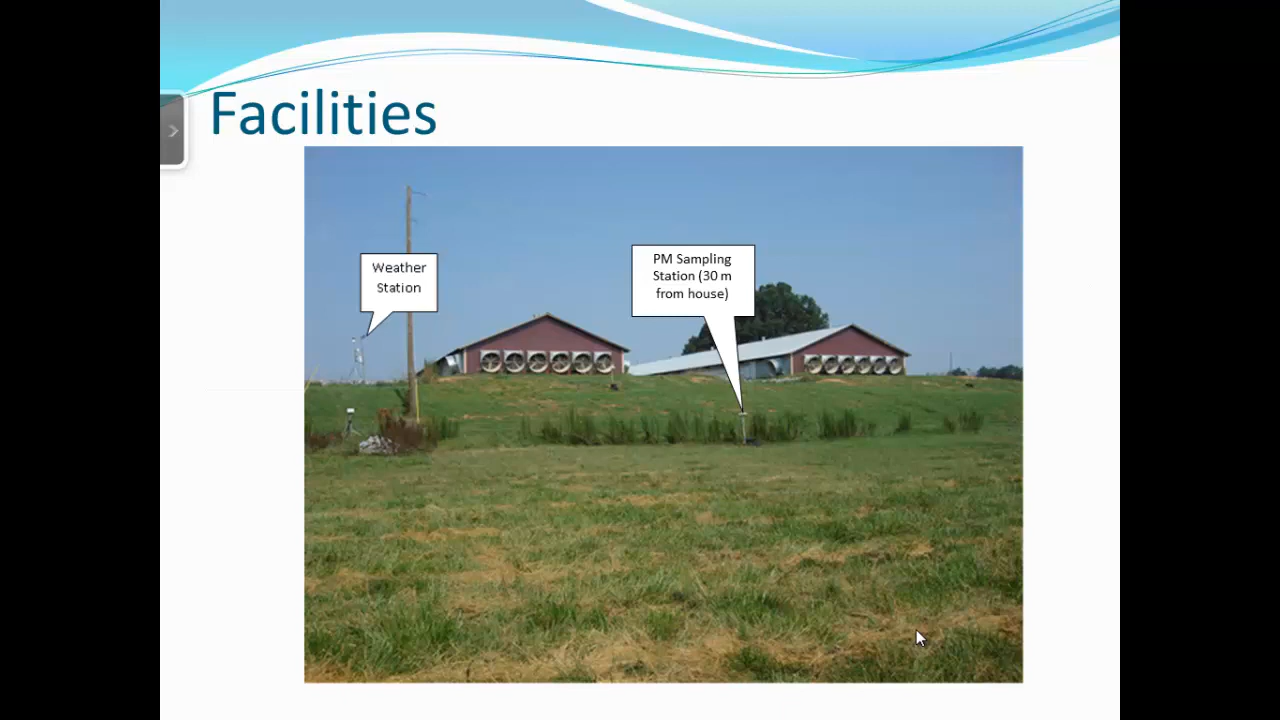 Facilities
Weather
Station
PM Sampling
Station (30 m
from house)